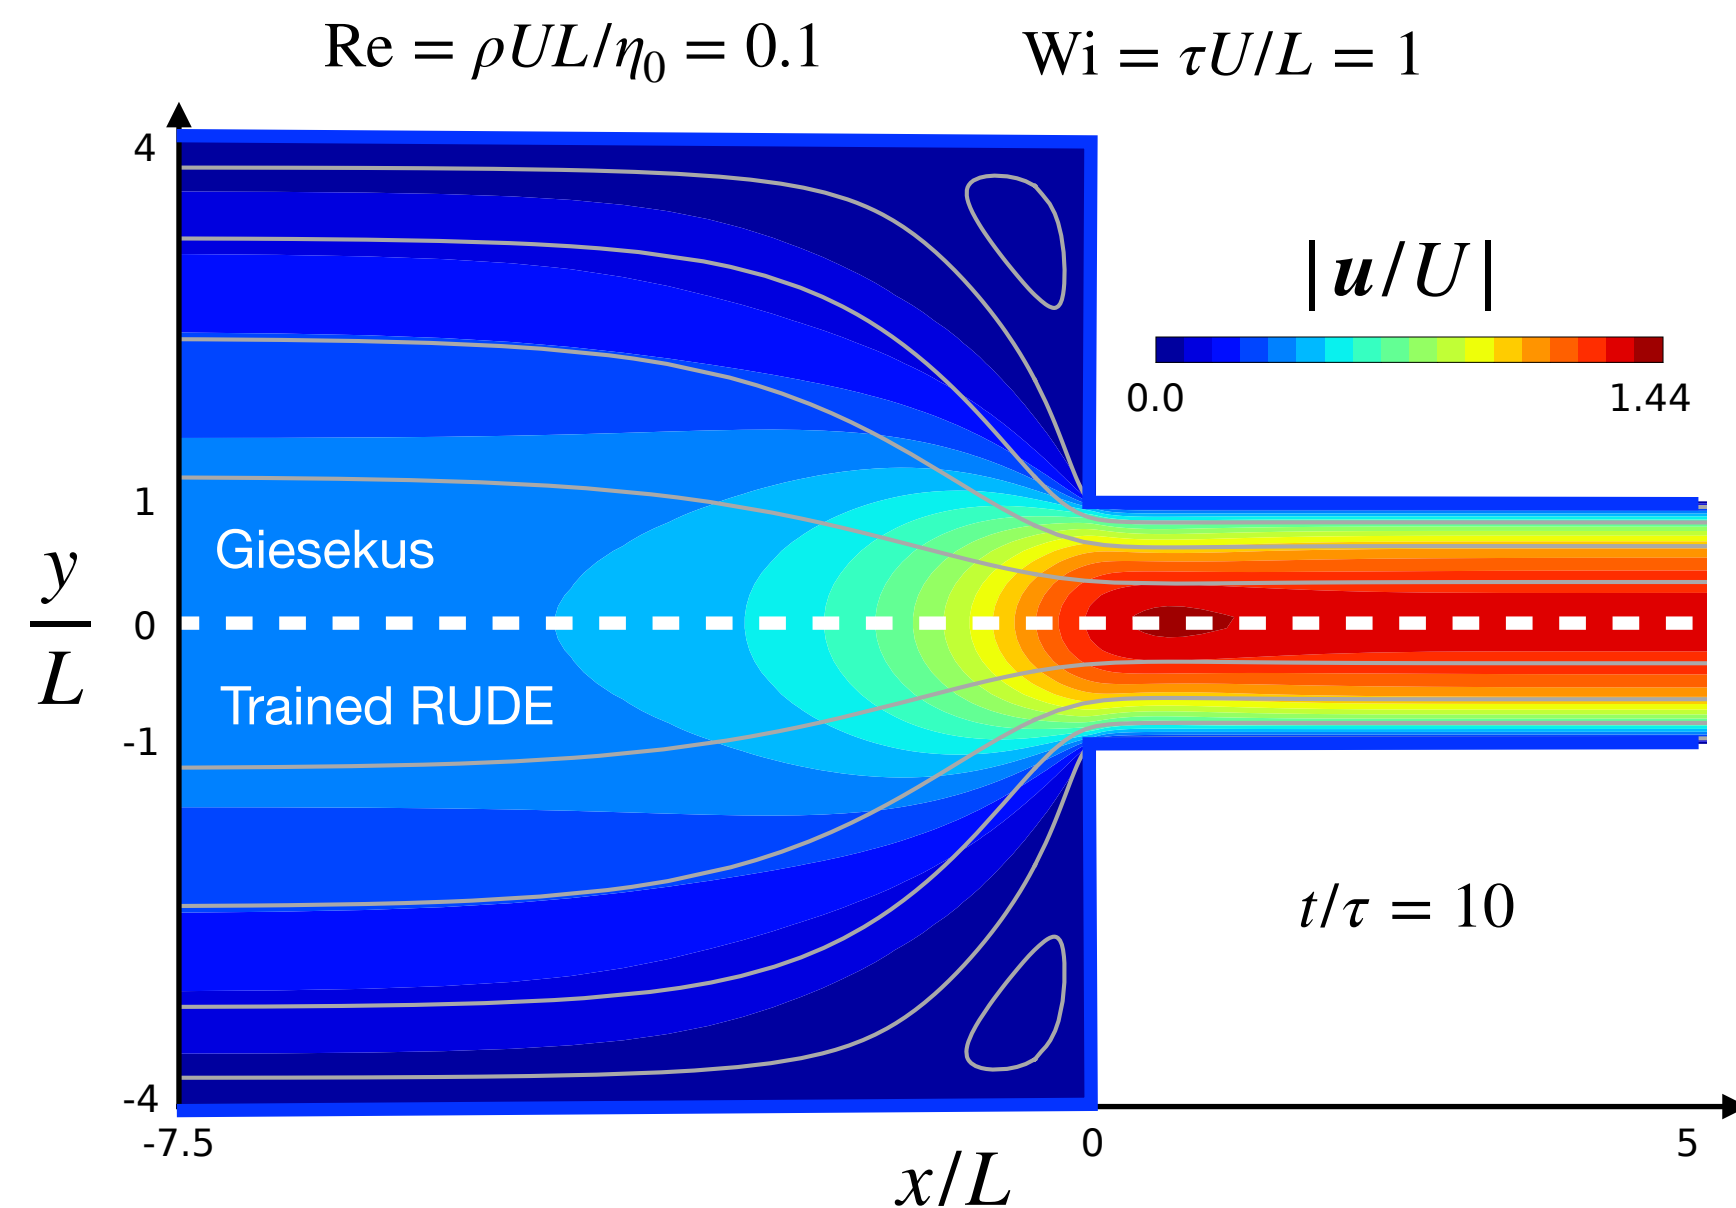 Re = ρUL/η₀ = 0.1
Wi = τU/L = 1
4
|u/U|
0.0
1.44
1
Giesekus
y/L
0
Trained RUDE
-1
t/τ = 10
-4
-7.5
0
5
x/L